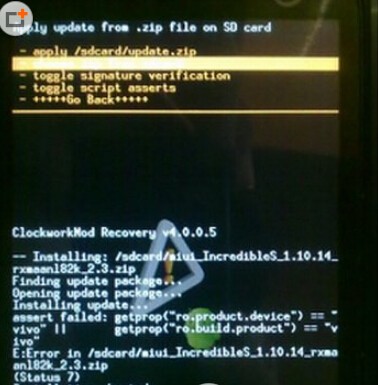 pply update from .zip file on SD card
- apply /sdcard/update.zip
- toggle signature verification
- toggle script asserts
- +++++Go Back+++++
ClockworkMod Recovery v4.0.0.5
-- Installing: /sdcard/miui_IncredibleS_1.10.14_
rxmaanl82k_2.3.zip
Finding update package...
Opening update package...
Installing update...
assert failed: getprop("ro.product.device") == "
vivo" || getprop("ro.build.product") == "v
ivo"
E:Error in /sdcard/miui_IncredibleS_1.10.14_rxma
anl82k_2.3.zip
(Status 7)